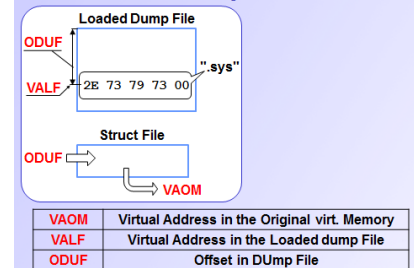 Loaded Dump File
ODUF
".sys"
VALF
2E 73 79 73 00
Struct File
ODUF
VAOM
VAOM Virtual Address in the Original virt. Memory
VALF Virtual Address in the Loaded dump File
ODUF Offset in DUmp File